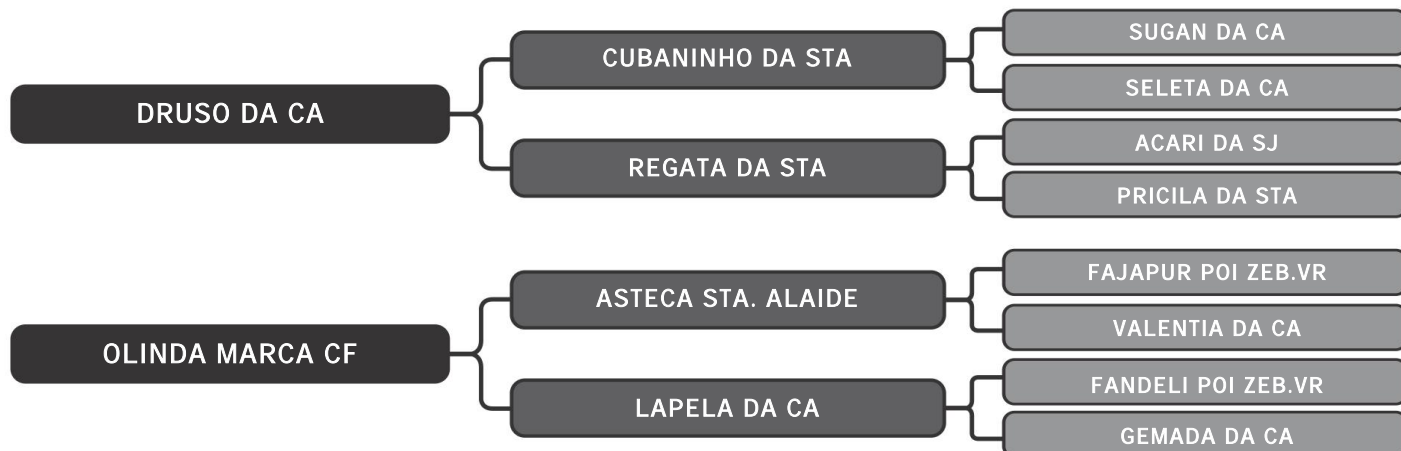 DRUSO DA CA
CUBANINHO DA STA
REGATA DA STA
SUGAN DA CA
SELETA DA CA
ACARI DA SJ
PRICILA DA STA
OLINDA MARCA CF
ASTECA STA. ALAIDE
LAPELA DA CA
FAJAPUR POI ZEB.VR
VALENTIA DA CA
FANDELI POI ZEB.VR
GEMADA DA CA